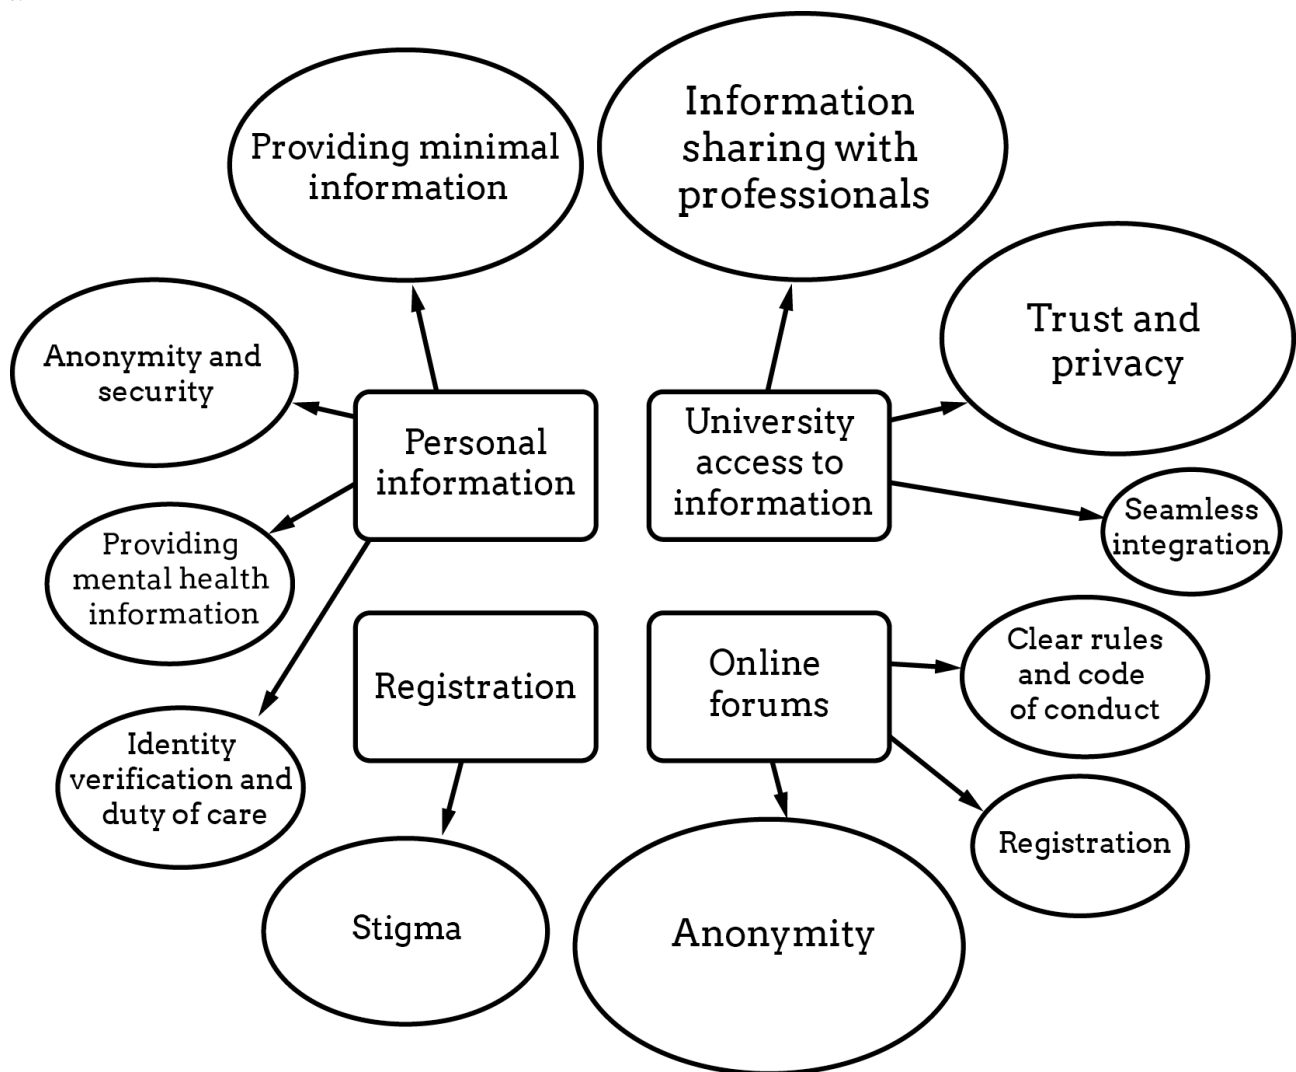 Providing minimal
information
Information
sharing with
professionals
Anonymity and
security
Trust and
privacy
Personal
information
University
access to
information
Providing
mental health
information
Seamless
integration
Registration
Online
forums
Clear rules
and code
of conduct
Identity
verification and
duty of care
Registration
Stigma
Anonymity